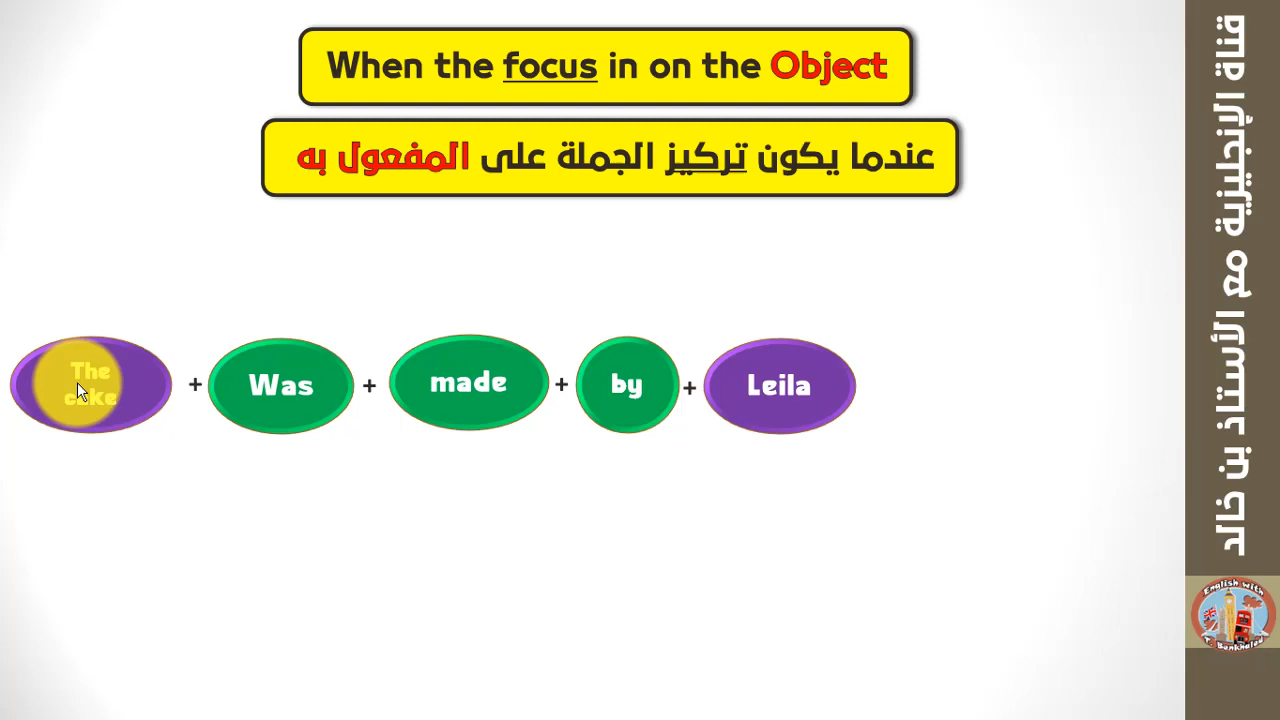 When the focus in on the Object
عندما يكون تركيز الجملة على المفعول به
The
cake
+ Was + made + by + Leila
قناة الإنجليزية مع الأستاذ بن خالد
English with
T. Benkhaled